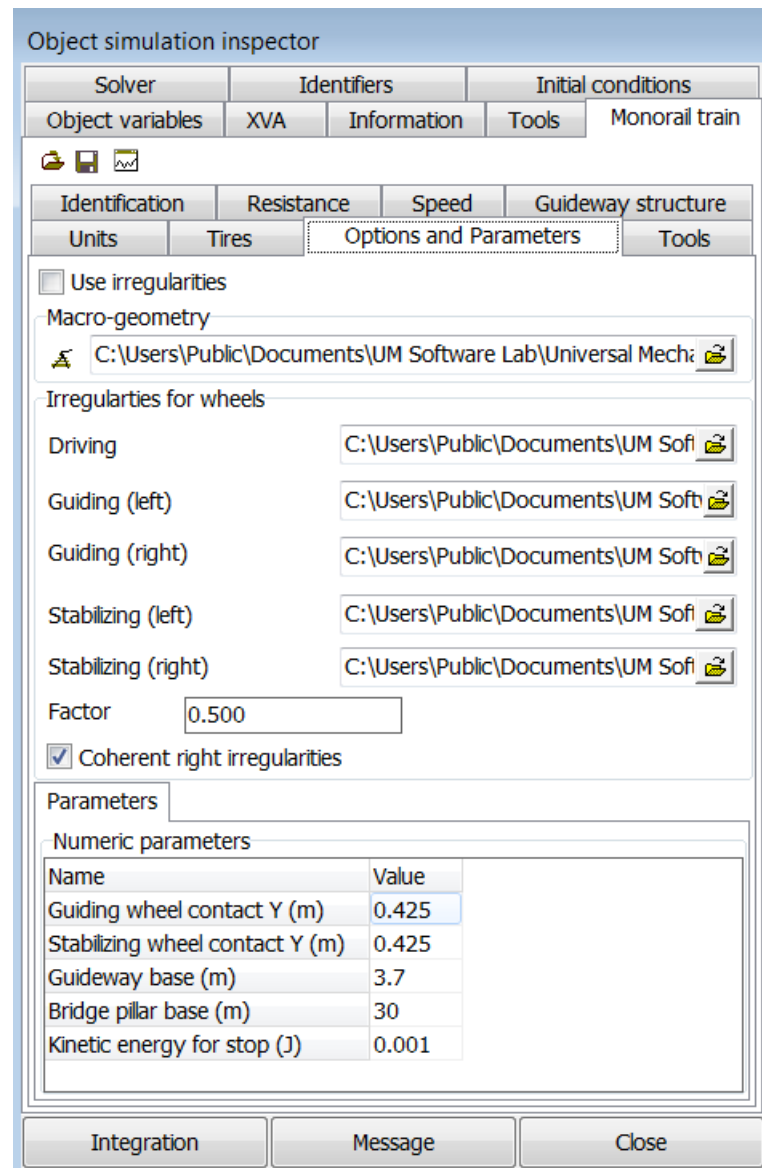 Object simulation inspector
Solver Identifiers Initial conditions
Object variables XVA Information Tools Monorail train
Identification Resistance Speed Guideway structure
Units Tires Options and Parameters Tools
Use irregularities
Macro-geometry
C:\Users\Public\Documents\UM Software Lab\Universal Mecha
Irregularties for wheels
Driving C:\Users\Public\Documents\UM Soft
Guiding (left) C:\Users\Public\Documents\UM Softw
Guiding (right) C:\Users\Public\Documents\UM Softw
Stabilizing (left) C:\Users\Public\Documents\UM Soft
Stabilizing (right) C:\Users\Public\Documents\UM Soft
Factor 0.500
Coherent right irregularities
Parameters
Numeric parameters
Name Value
Guiding wheel contact Y (m) 0.425
Stabilizing wheel contact Y (m) 0.425
Guideway base (m) 3.7
Bridge pillar base (m) 30
Kinetic energy for stop (J) 0.001
Integration Message Close